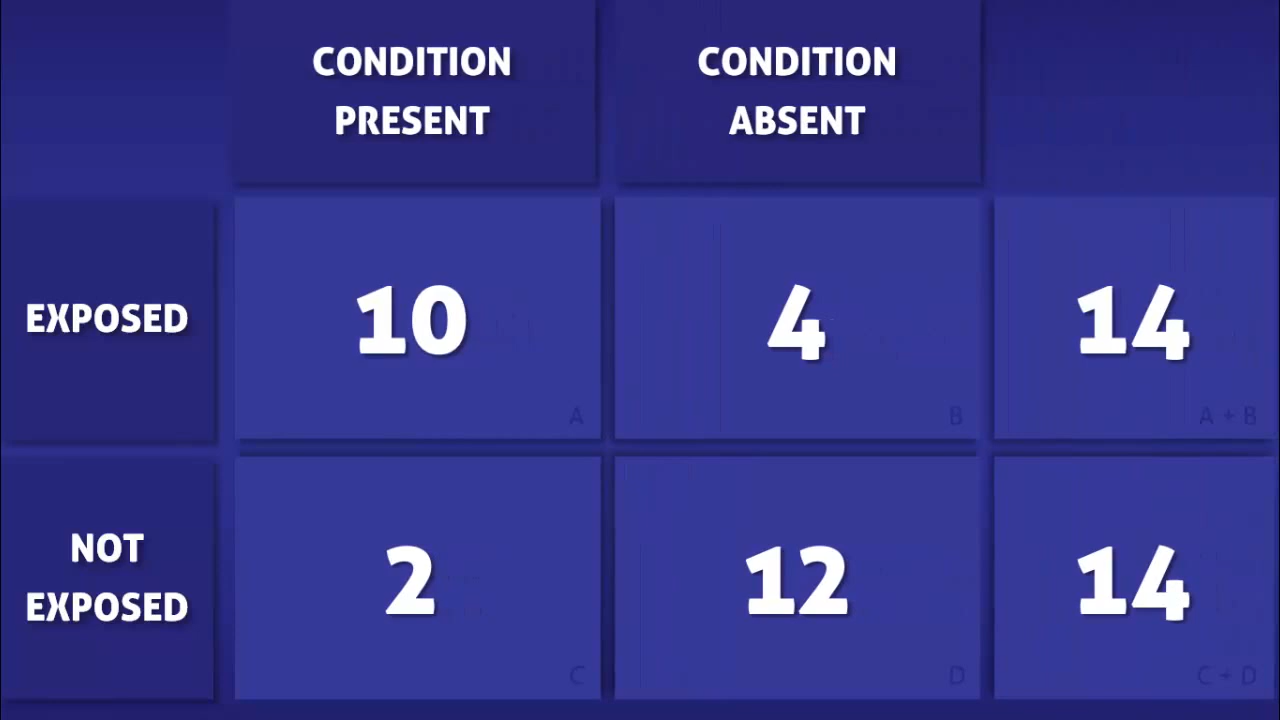 CONDITION
PRESENT
CONDITION
ABSENT
EXPOSED
10
A
4
B
14
A + B
NOT
EXPOSED
2
C
12
D
14
C + D